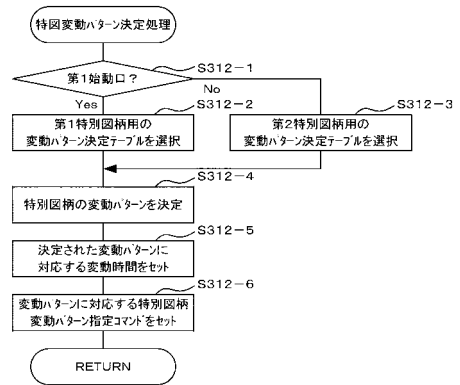 特図変動パターン決定処理
S312-1
第1始動口?
No
Yes
S312-2
S312-3
第1特別図柄用の
変動パターン決定テーブルを選択
第2特別図柄用の
変動パターン決定テーブルを選択
S312-4
特別図柄の変動パターンを決定
S312-5
決定された変動パターンに
対応する変動時間をセット
S312-6
変動パターンに対応する特別図柄
変動パターン指定コマンドをセット
RETURN